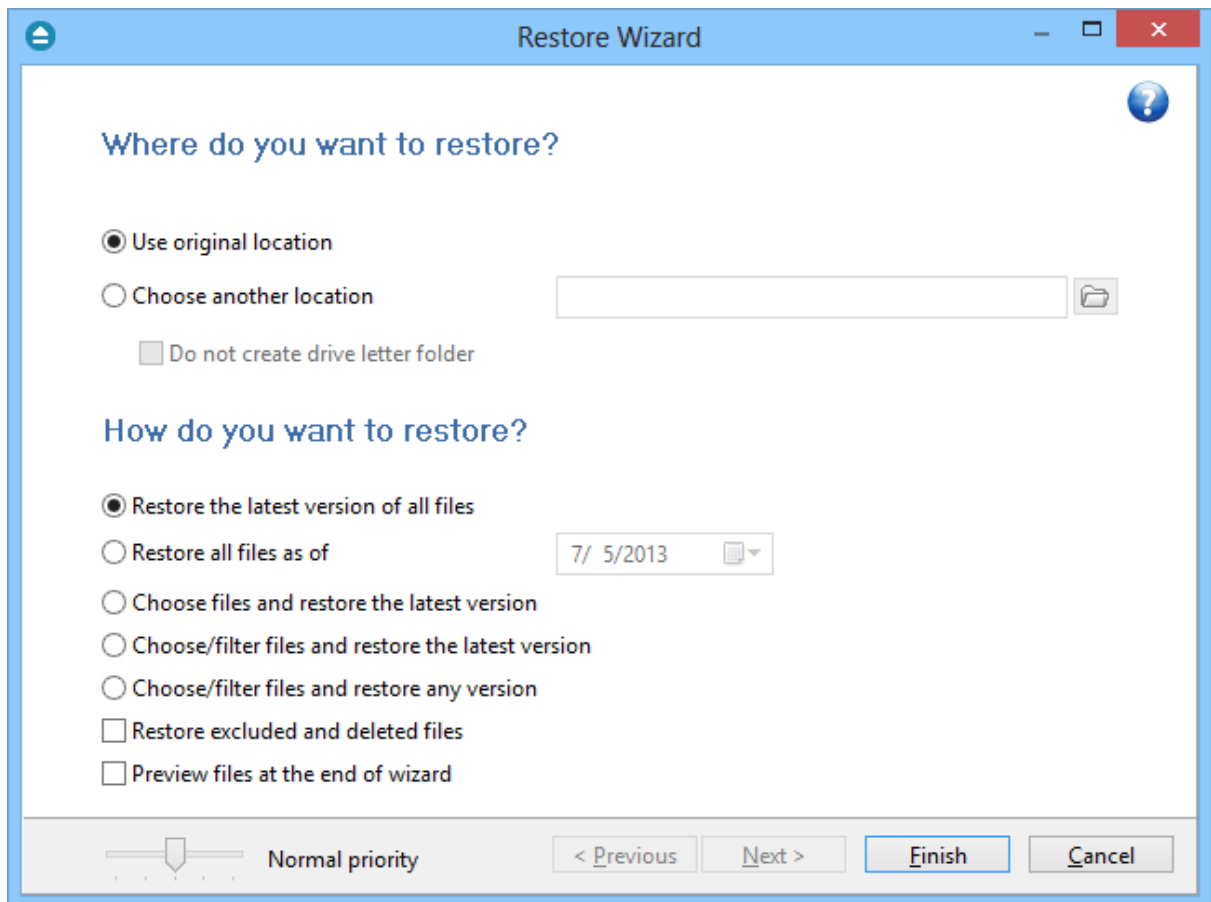 Restore Wizard
Where do you want to restore?
Use original location
Choose another location
Do not create drive letter folder
How do you want to restore?
Restore the latest version of all files
Restore all files as of 7/ 5/2013
Choose files and restore the latest version
Choose/filter files and restore the latest version
Choose/filter files and restore any version
Restore excluded and deleted files
Preview files at the end of wizard
Normal priority < Previous Next > Finish Cancel